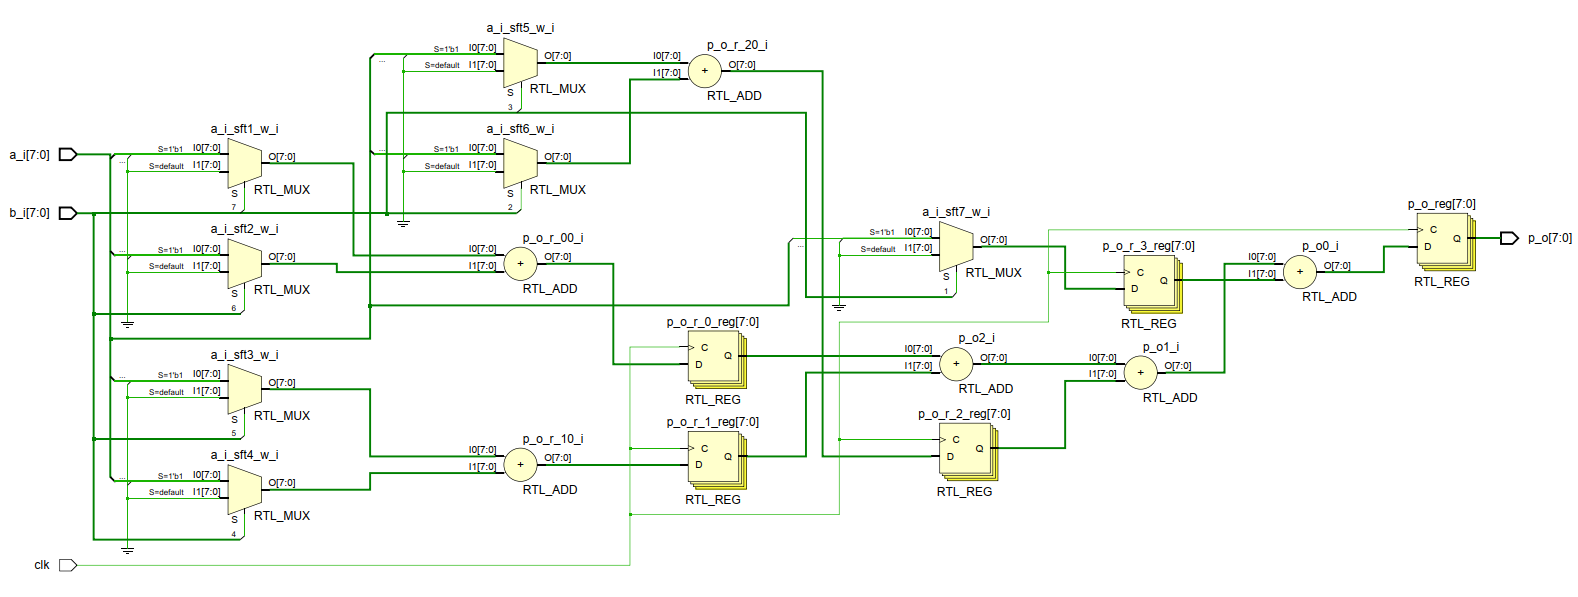 a_i_sft5_w_i
S=1'b1 I0[7:0]
S=default I1[7:0]
O[7:0]
S
RTL_MUX
3
...
p_o_r_20_i
I0[7:0]
I1[7:0]
+
O[7:0]
RTL_ADD
a_i_sft1_w_i
a_i[7:0]
S=1'b1 I0[7:0]
S=default I1[7:0]
O[7:0]
S
RTL_MUX
7
...
a_i_sft6_w_i
S=1'b1 I0[7:0]
S=default I1[7:0]
O[7:0]
S
RTL_MUX
2
...
b_i[7:0]
a_i_sft2_w_i
S=1'b1 I0[7:0]
S=default I1[7:0]
O[7:0]
S
RTL_MUX
6
...
p_o_r_00_i
I0[7:0]
I1[7:0]
+
O[7:0]
RTL_ADD
a_i_sft7_w_i
S=1'b1 I0[7:0]
S=default I1[7:0]
O[7:0]
S
RTL_MUX
1
...
p_o_r_3_reg[7:0]
C
D
Q
RTL_REG
p_o0_i
I0[7:0]
I1[7:0]
+
O[7:0]
RTL_ADD
p_o_reg[7:0]
C
D
Q
RTL_REG
p_o[7:0]
a_i_sft3_w_i
S=1'b1 I0[7:0]
S=default I1[7:0]
O[7:0]
S
RTL_MUX
5
...
p_o_r_0_reg[7:0]
C
D
Q
RTL_REG
p_o2_i
I0[7:0]
I1[7:0]
+
O[7:0]
RTL_ADD
p_o1_i
I0[7:0]
I1[7:0]
+
O[7:0]
RTL_ADD
a_i_sft4_w_i
S=1'b1 I0[7:0]
S=default I1[7:0]
O[7:0]
S
RTL_MUX
4
...
p_o_r_10_i
I0[7:0]
I1[7:0]
+
O[7:0]
RTL_ADD
p_o_r_1_reg[7:0]
C
D
Q
RTL_REG
p_o_r_2_reg[7:0]
C
D
Q
RTL_REG
clk